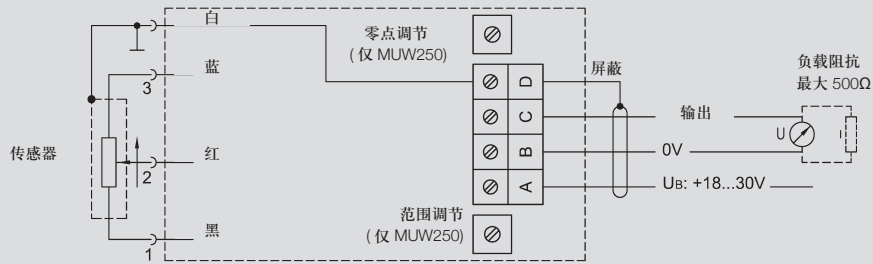 白
零点调节
(仅 MUW250)
蓝
3
屏蔽
负载阻抗
最大 500Ω
D
C
输出
U
I
传感器
2
红
B
0V
A
UB: +18...30V
范围调节
(仅 MUW250)
黑
1